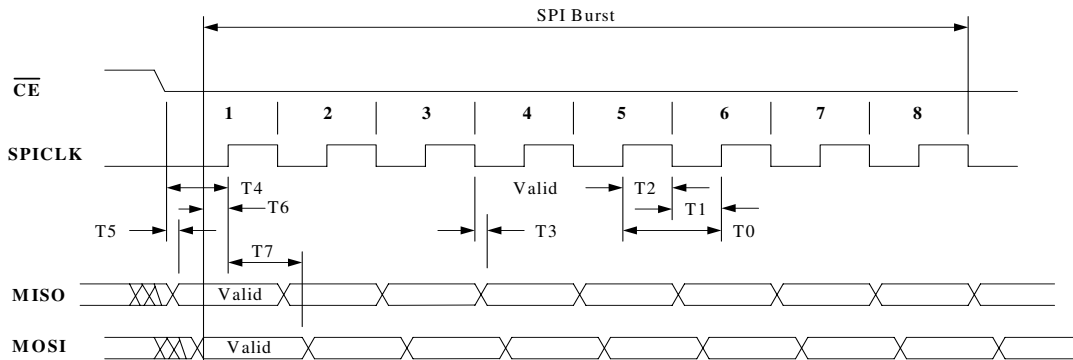 SPI Burst
CE
1 2 3 4 5 6 7 8
SPICLK
T4 Valid T2
T6 T1
T5 T3 T0
T7
MISO Valid
MOSI Valid